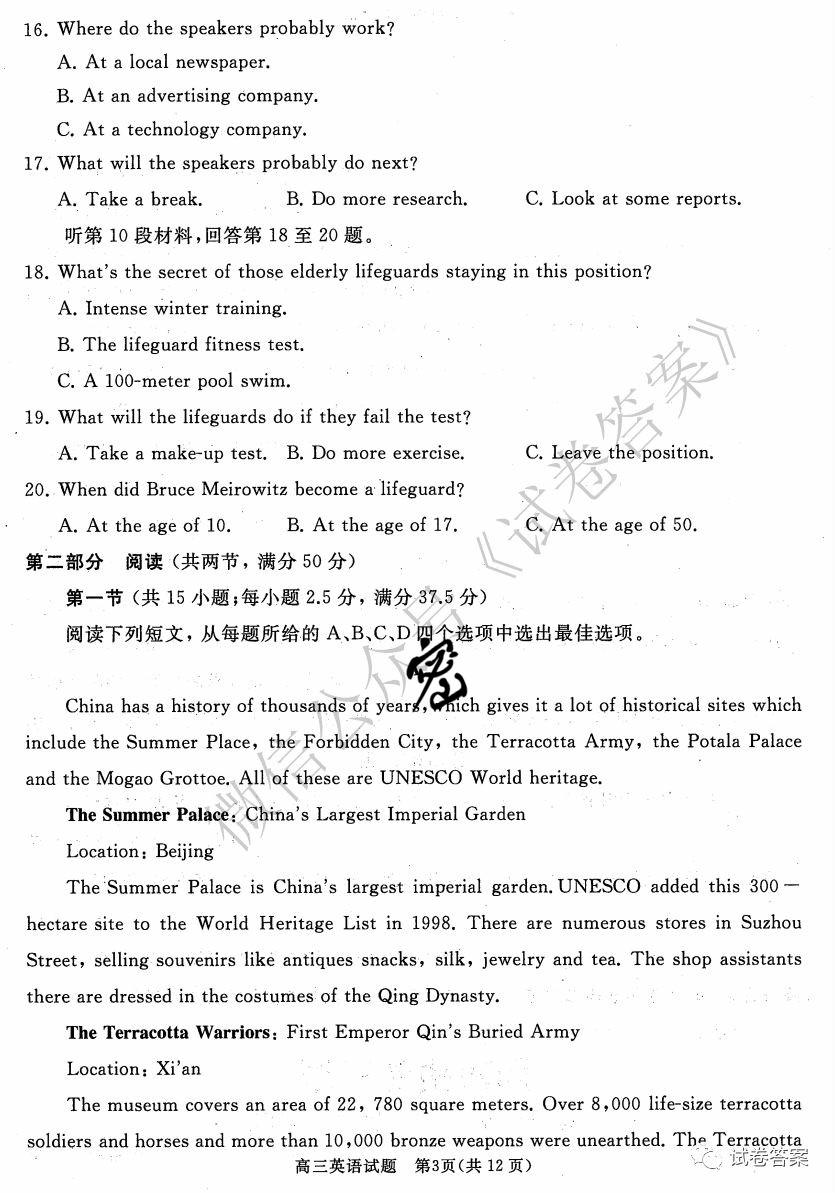 16. Where do the speakers probably work?
A. At a local newspaper.
B. At an advertising company.
C. At a technology company.
17. What will the speakers probably do next?
A. Take a break. B. Do more research. C. Look at some reports.
听第 10 段材料,回答第 18 至 20 题。
18. What's the secret of those elderly lifeguards staying in this position?
A. Intense winter training.
B. The lifeguard fitness test.
C. A 100-meter pool swim.
19. What will the lifeguards do if they fail the test?
A. Take a make-up test. B. Do more exercise. C. Leave the position.
20. When did Bruce Meirowitz become a lifeguard?
A. At the age of 10. B. At the age of 17. C. At the age of 50.
第二部分 阅读(共两节,满分 50 分)
第一节(共 15 小题;每小题 2.5 分,满分 37.5 分)
阅读下列短文,从每题所给的 A、B、C、D 四个选项中选出最佳选项。
China has a history of thousands of years, which gives it a lot of historical sites which
include the Summer Place, the Forbidden City, the Terracotta Army, the Potala Palace
and the Mogao Grottoe. All of these are UNESCO World heritage.
The Summer Palace: China's Largest Imperial Garden
Location: Beijing
The Summer Palace is China's largest imperial garden. UNESCO added this 300-
hectare site to the World Heritage List in 1998. There are numerous stores in Suzhou
Street, selling souvenirs like antiques snacks, silk, jewelry and tea. The shop assistants
there are dressed in the costumes of the Qing Dynasty.
The Terracotta Warriors: First Emperor Qin's Buried Army
Location: Xi'an
The museum covers an area of 22, 780 square meters. Over 8,000 life-size terracotta
soldiers and horses and more than 10,000 bronze weapons were unearthed. The Terracotta
高三英语试题 第3页(共 12 页)
试卷答案
微信公众号《试卷答案》